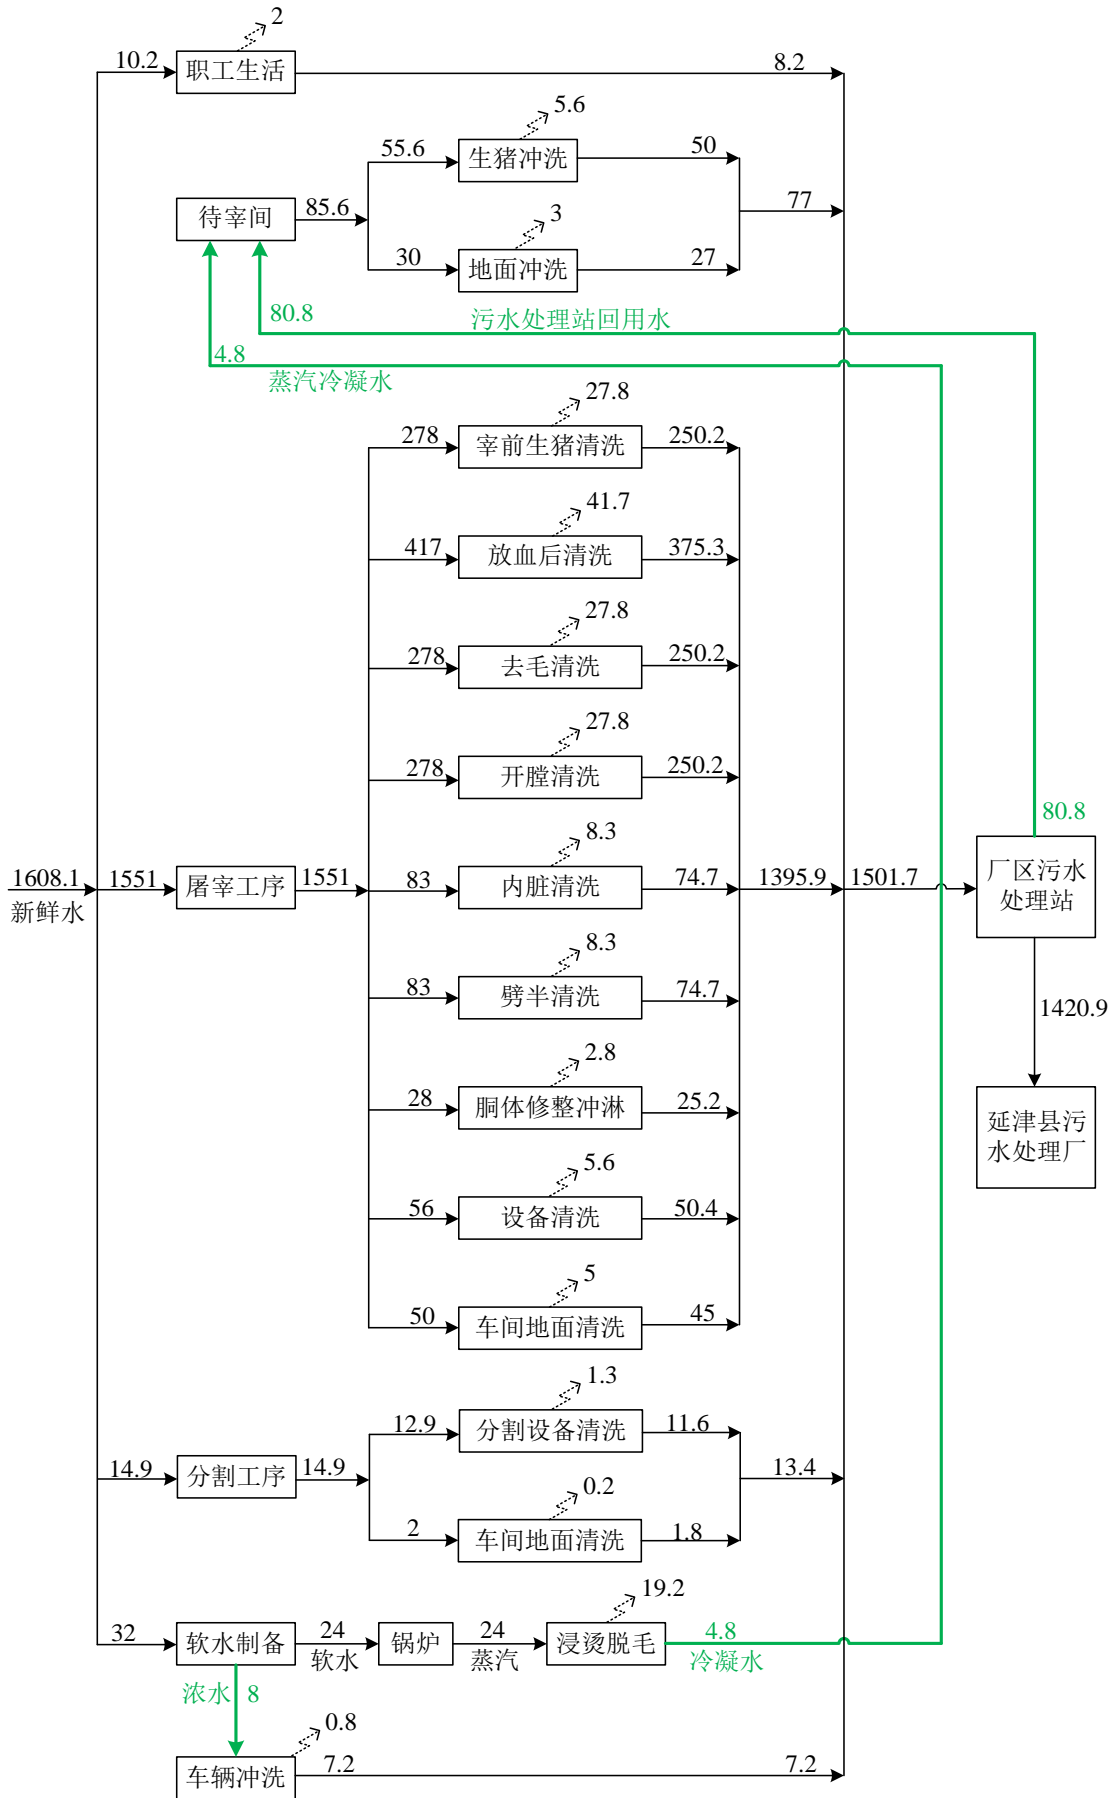 2
10.2
职工生活
8.2
5.6
55.6
生猪冲洗
50
待宰间
85.6
77
3
30
地面冲洗
27
80.8
污水处理站回用水
4.8
蒸汽冷凝水
27.8
278
宰前生猪清洗
250.2
41.7
417
放血后清洗
375.3
27.8
278
去毛清洗
250.2
27.8
278
开膛清洗
250.2
80.8
8.3
1608.1
新鲜水
1551
屠宰工序
1551
83
内脏清洗
74.7
1395.9
1501.7
厂区污水
处理站
8.3
83
劈半清洗
74.7
1420.9
2.8
28
胴体修整冲淋
25.2
延津县污
水处理厂
5.6
56
设备清洗
50.4
5
50
车间地面清洗
45
1.3
12.9
分割设备清洗
11.6
14.9
分割工序
14.9
13.4
0.2
2
车间地面清洗
1.8
19.2
32
软水制备
24
软水
锅炉
24
蒸汽
浸烫脱毛
4.8
冷凝水
浓水
8
0.8
车辆冲洗
7.2
7.2